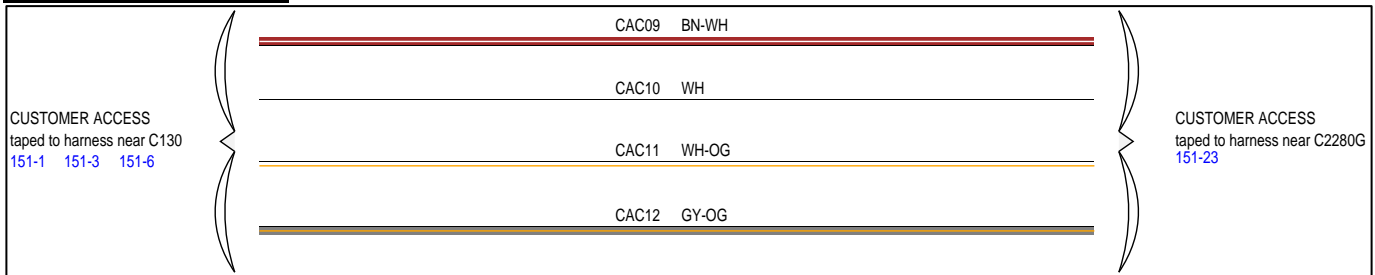 CAC09 BN-WH
CAC10 WH
CUSTOMER ACCESS
taped to harness near C130
151-1 151-3 151-6
CAC11 WH-OG
CUSTOMER ACCESS
taped to harness near C2280G
151-23
CAC12 GY-OG